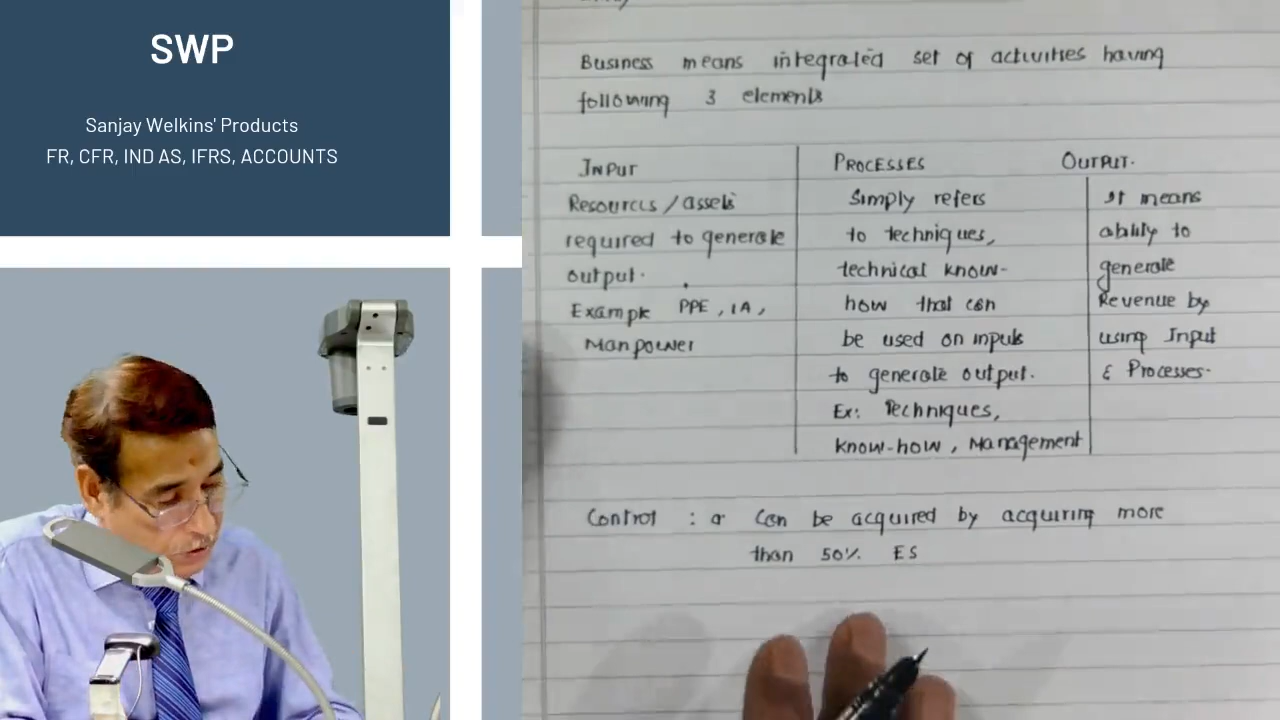 SWP
Sanjay Welkins' Products
FR, CFR, IND AS, IFRS, ACCOUNTS
Business means integrated set of activities having
following 3 elements
INPUT
Resources / assets
required to generate
output.
Example PPE, IA,
Manpower
PROCESSES
Simply refers
to techniques,
technical know-
how that can
be used on inputs
to generate output.
Ex: Techniques,
know-how, Management
OUTPUT.
It means
ability to
generate
Revenue by
using Input
& Processes.
Control : Can be acquired by acquiring more
than 50% ES